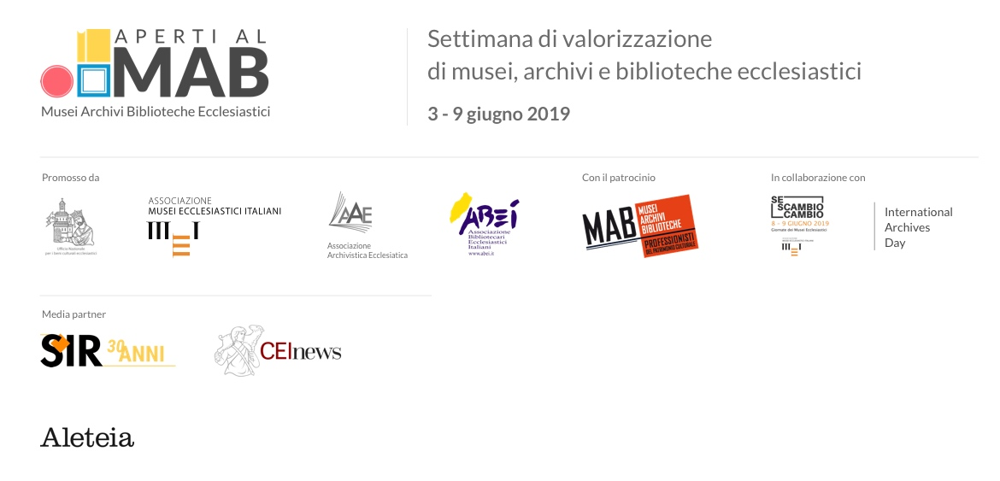 APERTI AL
MAB
Musei Archivi Biblioteche Ecclesiastici
Settimana di valorizzazione
di musei, archivi e biblioteche ecclesiastici
3 - 9 giugno 2019
Promosso da
Ufficio Nazionale
per i beni culturali ecclesiastici
ASSOCIAZIONE
MUSEI ECCLESIASTICI ITALIANI
MEI
AAE
Associazione
Archivistica Ecclesiastica
ABEI
Associazione
Bibliotecari
Ecclesiastici
Italiani
www.abei.it
Con il patrocinio
MAB
MUSEI
ARCHIVI
BIBLIOTECHE
PROFESSIONISTI
DEL PATRIMONIO CULTURALE
In collaborazione con
SE
SCAMBIO
CAMBIO
8 - 9 GIUGNO 2019
Giornate dei Musei Ecclesiastici
MEI
International
Archives
Day
Media partner
SIR 30 ANNI
CEInews
Aleteia